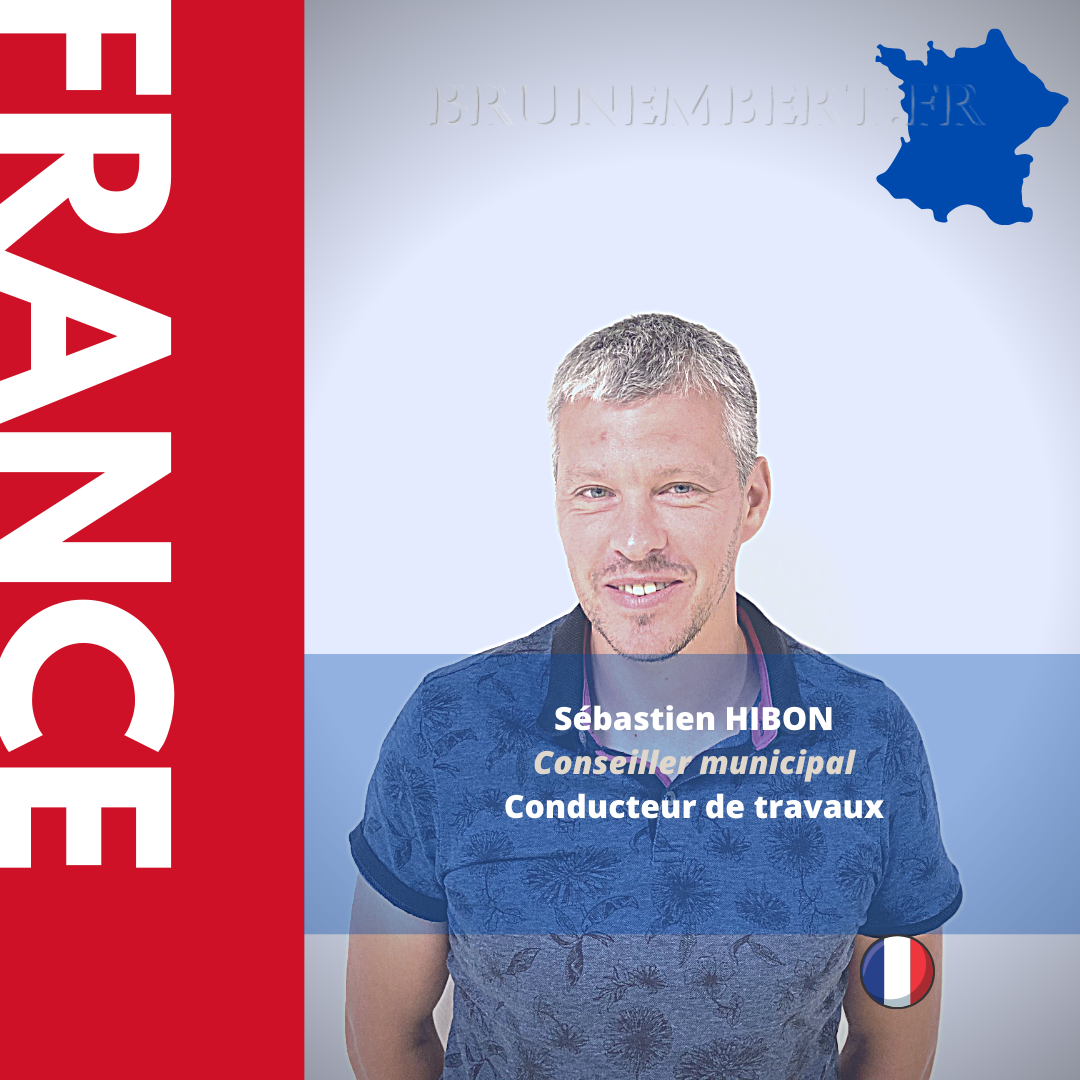 FRANCE
BRUNEMBERT.FR
Sébastien HIBON
Conseiller municipal
Conducteur de travaux